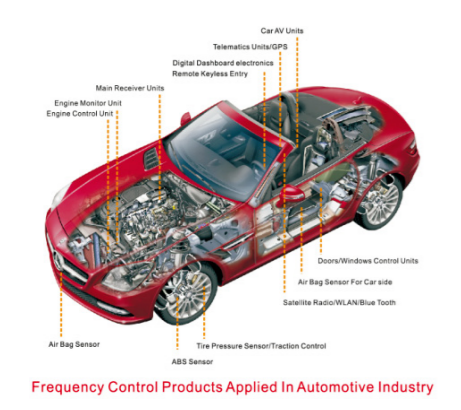 Car AV Units
Telematics Units/GPS
Digital Dashboard electronics
Remote Keyless Entry
Main Receiver Units
Engine Monitor Unit
Engine Control Unit
Doors/Windows Control Units
Air Bag Sensor For Car side
Satellite Radio/WLAN/Blue Tooth
Air Bag Sensor
Tire Pressure Sensor/Traction Control
ABS Sensor
Frequency Control Products Applied In Automotive Industry